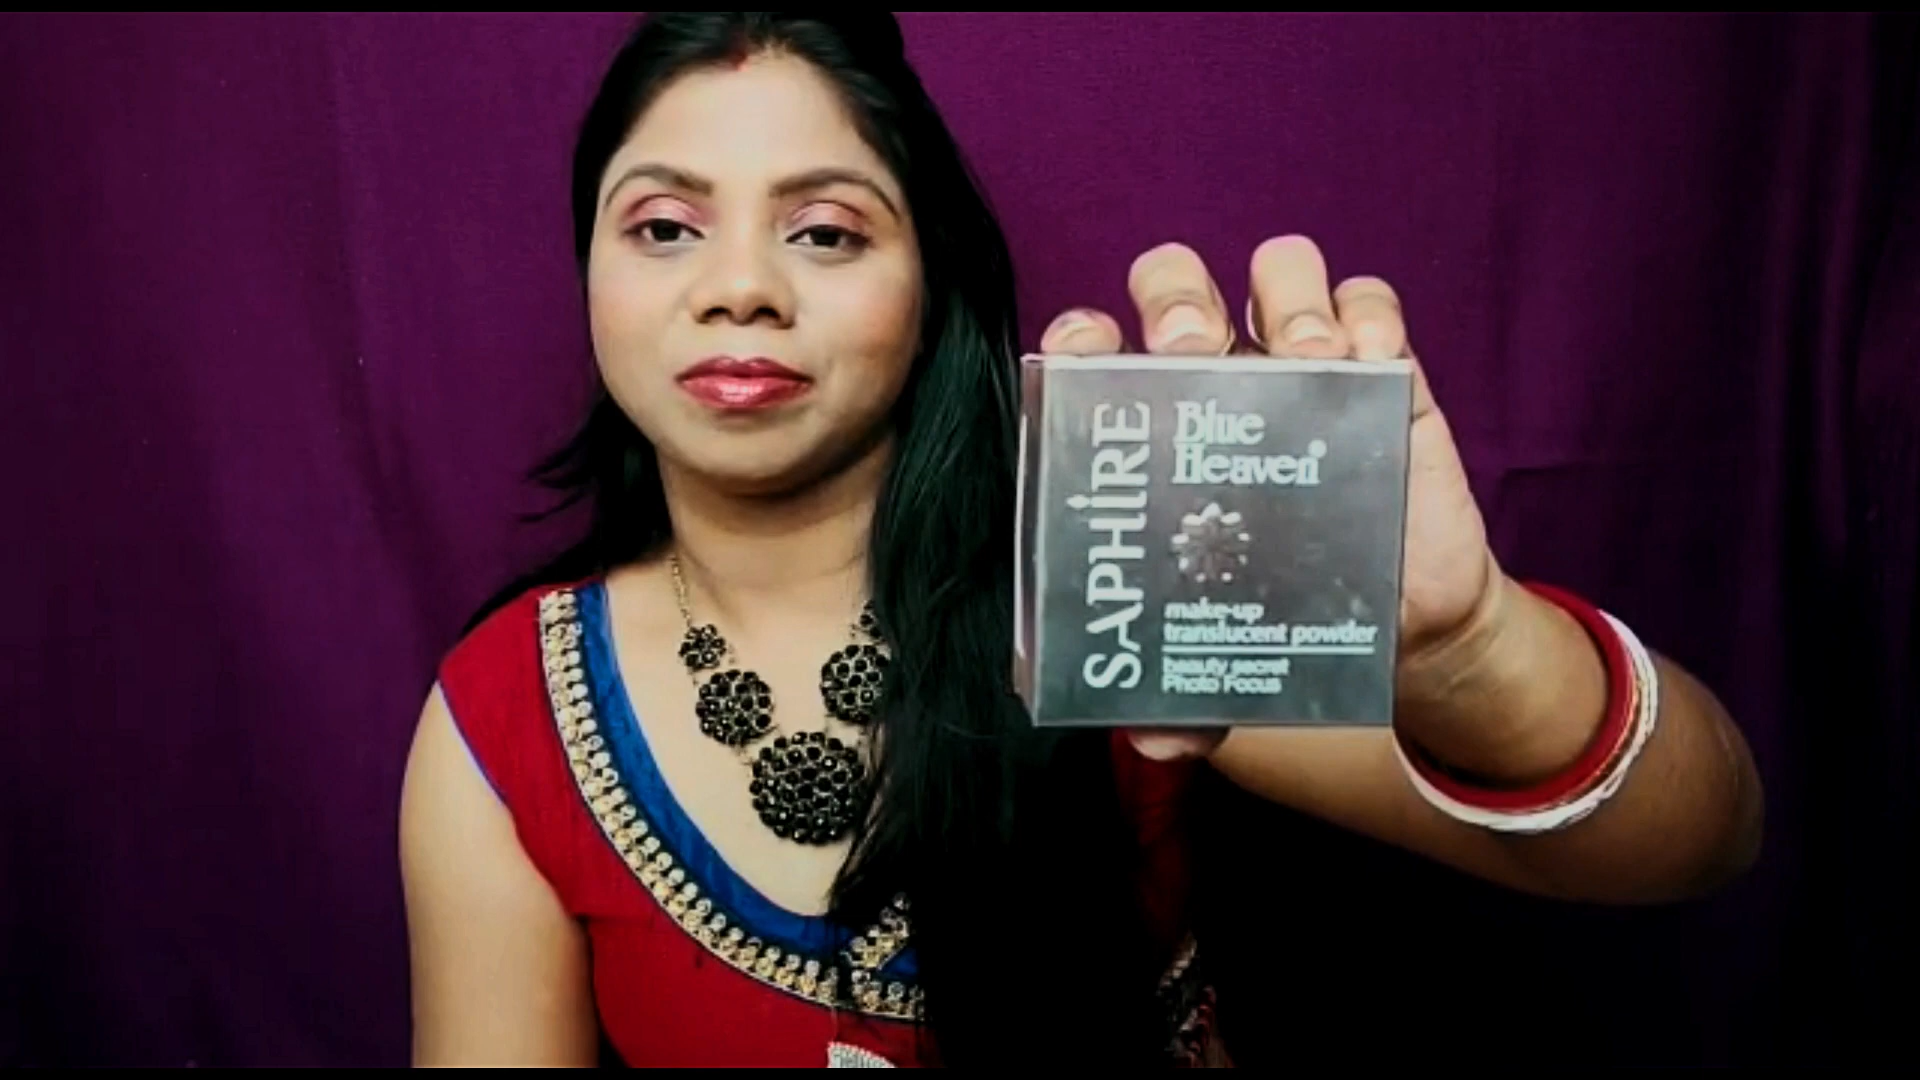 SAPHIRE
Blue
Heaven®
make-up
translucent powder
beauty secret
Photo Focus